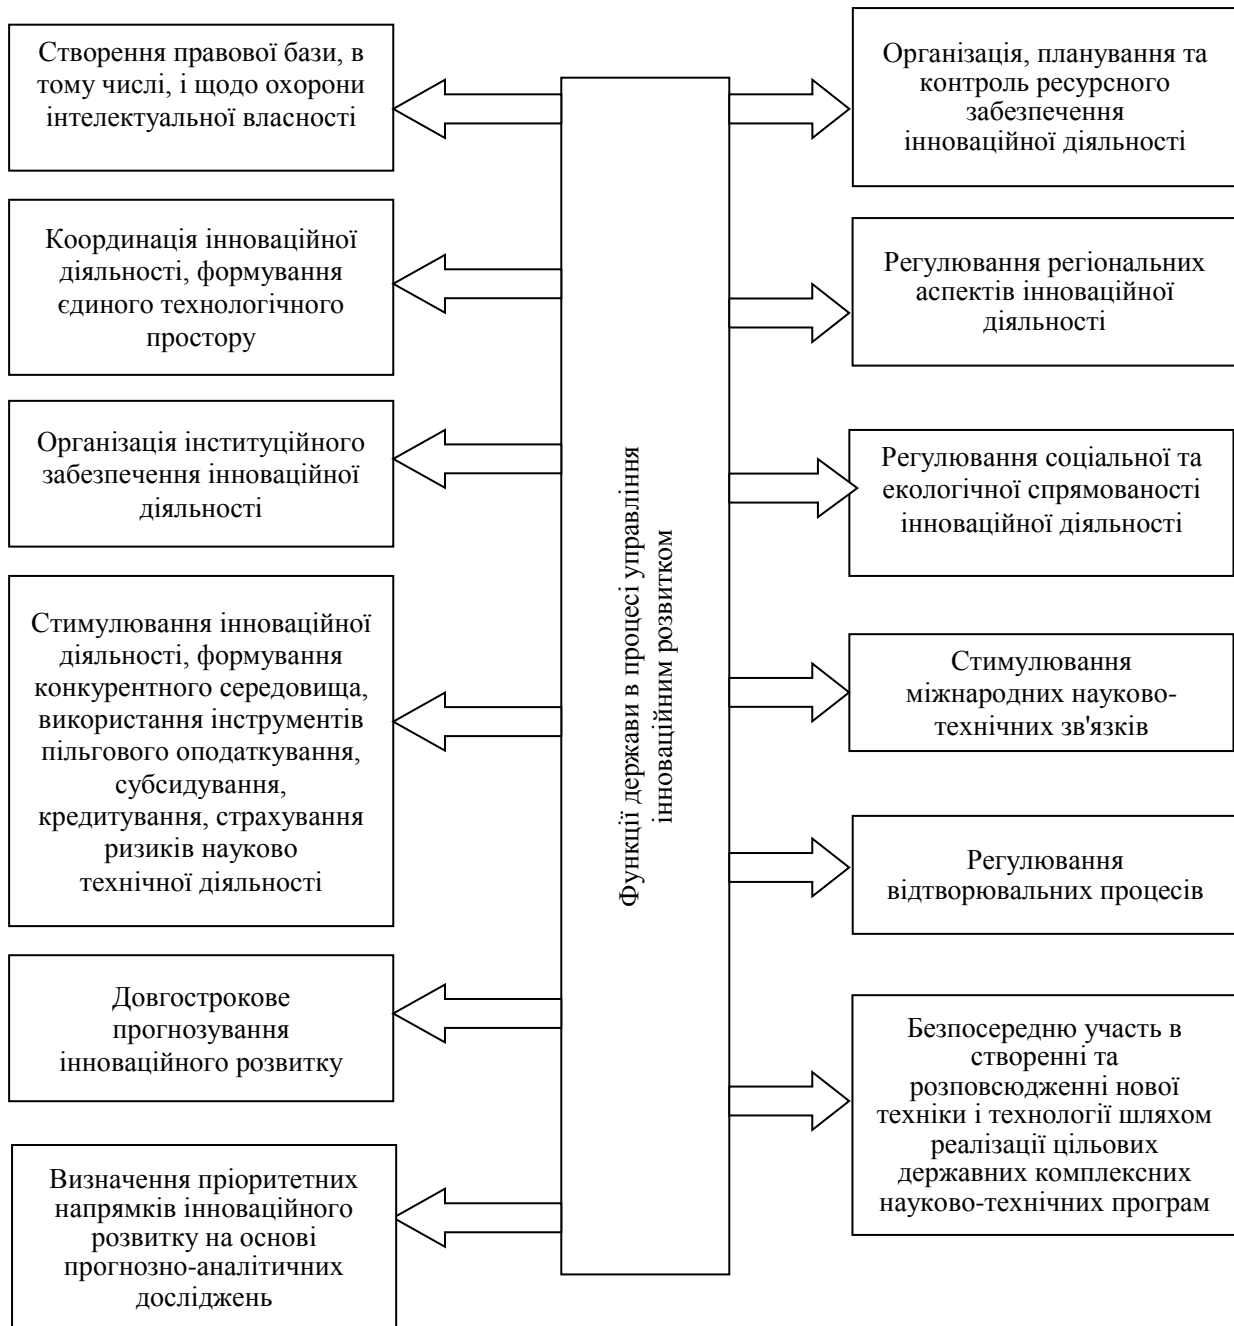 Створення правової бази, в
тому числі, і щодо охорони
інтелектуальної власності
Координація інноваційної
діяльності, формування
єдиного технологічного
простору
Організація інституційного
забезпечення інноваційної
діяльності
Стимулювання інноваційної
діяльності, формування
конкурентного середовища,
використання інструментів
пільгового оподаткування,
субсидування,
кредитування, страхування
ризиків науково
технічної діяльності
Довгострокове
прогнозування
інноваційного розвитку
Визначення пріоритетних
напрямків інноваційного
розвитку на основі
прогнозно-аналітичних
досліджень
Функції держави в процесі управління
інноваційним розвитком
Організація, планування та
контроль ресурсного
забезпечення
інноваційної діяльності
Регулювання регіональних
аспектів інноваційної
діяльності
Регулювання соціальної та
екологічної спрямованості
інноваційної діяльності
Стимулювання
міжнародних науково-
технічних зв'язків
Регулювання
відтворювальних процесів
Безпосередню участь в
створенні та
розповсюдженні нової
техніки і технології шляхом
реалізації цільових
державних комплексних
науково-технічних програм